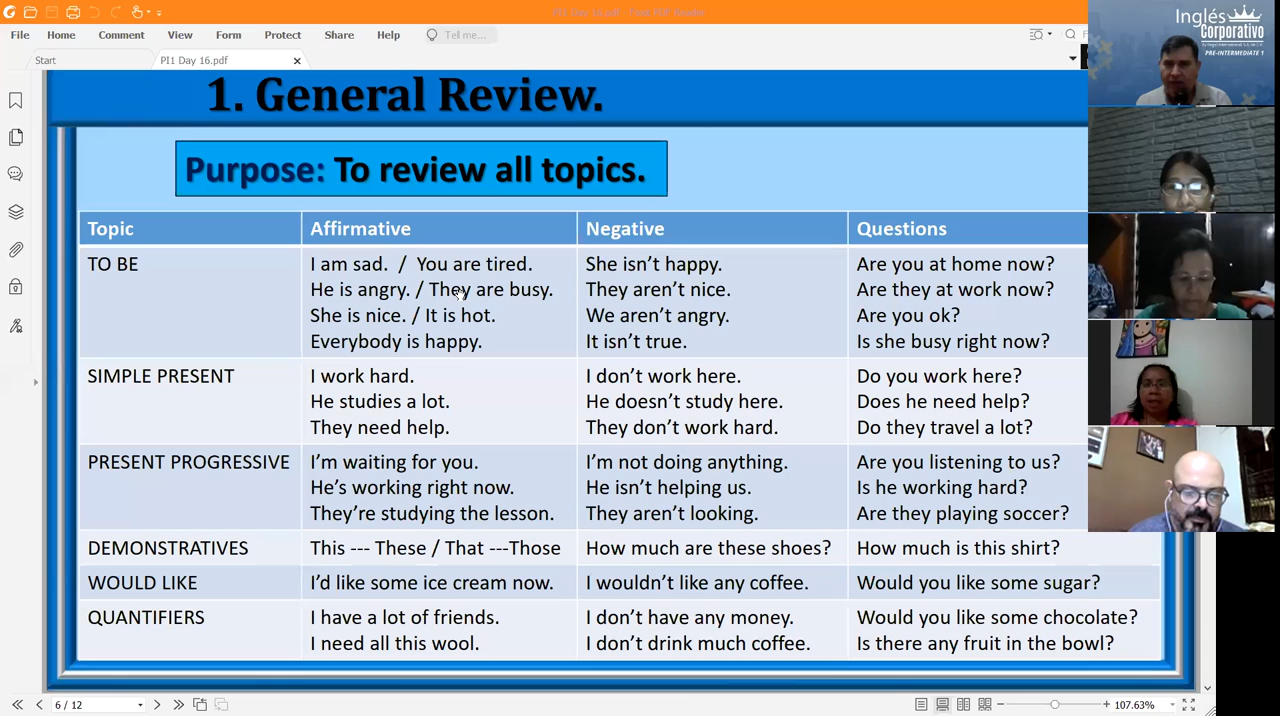 PI1 Day 16.pdf - Foxit PDF Reader
File Home Comment View Form Protect Share Help Tell me...
Start PI1 Day 16.pdf
Inglés
Corporativo
PRE-INTERMEDIATE 1
1. General Review.
Purpose: To review all topics.
Topic Affirmative Negative Questions
TO BE I am sad. / You are tired. She isn't happy. Are you at home now?
He is angry. / They are busy. They aren't nice. Are they at work now?
She is nice. / It is hot. We aren't angry. Are you ok?
Everybody is happy. It isn't true. Is she busy right now?
SIMPLE PRESENT I work hard. I don't work here. Do you work here?
He studies a lot. He doesn't study here. Does he need help?
They need help. They don't work hard. Do they travel a lot?
PRESENT PROGRESSIVE I'm waiting for you. I'm not doing anything. Are you listening to us?
He's working right now. He isn't helping us. Is he working hard?
They're studying the lesson. They aren't looking. Are they playing soccer?
DEMONSTRATIVES This --- These / That ---Those How much are these shoes? How much is this shirt?
WOULD LIKE I'd like some ice cream now. I wouldn't like any coffee. Would you like some sugar?
QUANTIFIERS I have a lot of friends. I don't have any money. Would you like some chocolate?
I need all this wool. I don't drink much coffee. Is there any fruit in the bowl?
6 / 12 107.63%